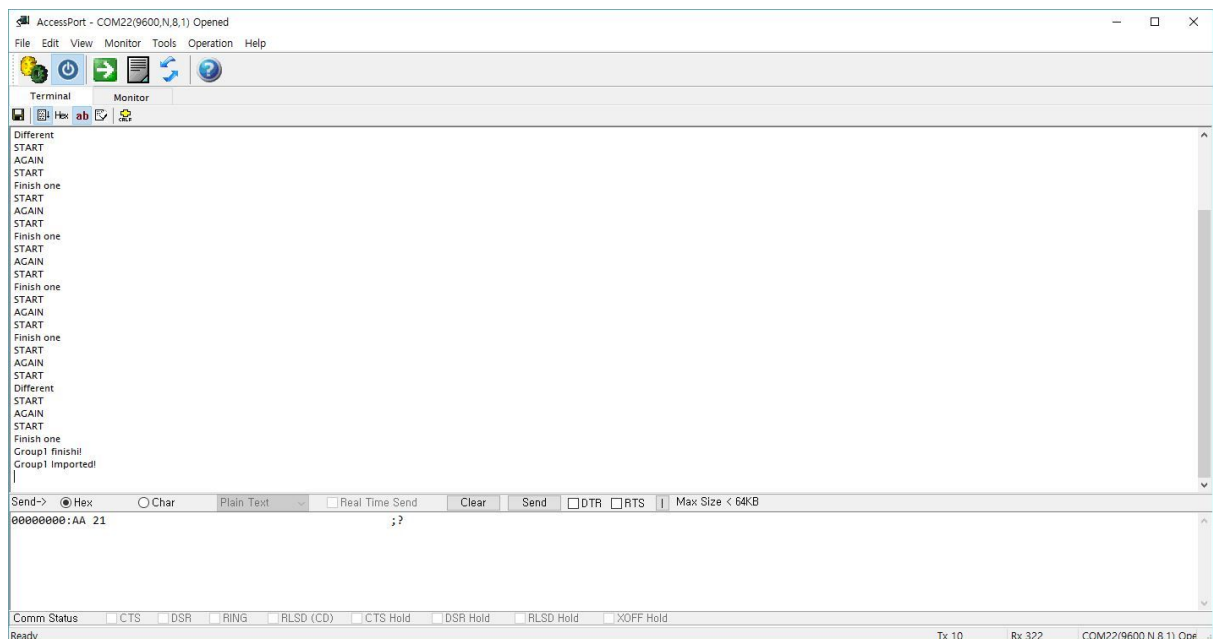 AccessPort - COM22(9600,N,8,1) Opened
File Edit View Monitor Tools Operation Help
Terminal Monitor
Hex ab CRLF
Different
START
AGAIN
START
Finish one
START
AGAIN
START
Finish one
START
AGAIN
START
Finish one
START
AGAIN
START
Finish one
START
AGAIN
START
Different
START
AGAIN
START
Finish one
Group1 finishi!
Group1 Imported!
Send-> Hex Char Plain Text Real Time Send Clear Send DTR RTS Max Size < 64KB
00000000:AA 21 ;?
Comm Status CTS DSR RING RLSD (CD) CTS Hold DSR Hold RLSD Hold XOFF Hold
Ready Tx 10 Rx 322 COM22(9600,N,8,1) Ope